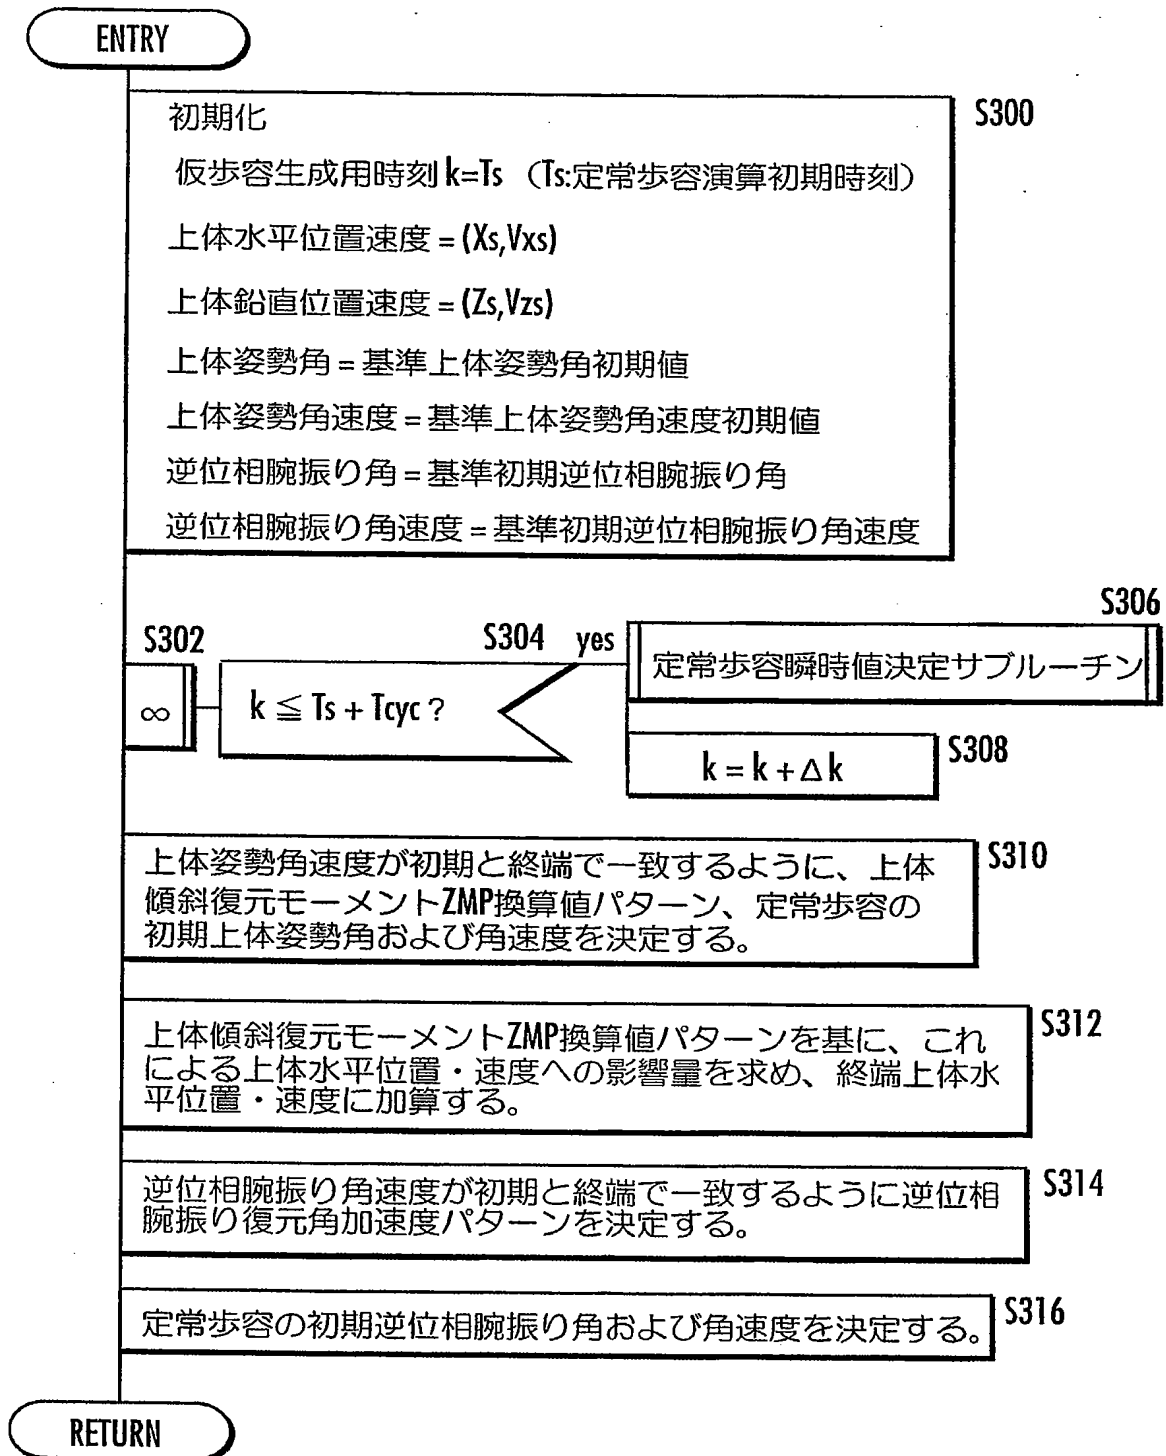 ENTRY
S300
初期化
仮歩容生成用時刻 k=Ts （Ts:定常歩容演算初期時刻）
上体水平位置速度 = (Xs,Vxs)
上体鉛直位置速度 = (Zs,Vzs)
上体姿勢角 = 基準上体姿勢角初期値
上体姿勢角速度 = 基準上体姿勢角速度初期値
逆位相腕振り角 = 基準初期逆位相腕振り角
逆位相腕振り角速度 = 基準初期逆位相腕振り角速度
S302
∞
S304
k ≦ Ts + Tcyc ?
yes
S306
定常歩容瞬時値決定サブルーチン
k = k + Δk
S308
上体姿勢角速度が初期と終端で一致するように、上体
傾斜復元モーメントZMP換算値パターン、定常歩容の
初期上体姿勢角および角速度を決定する。
S310
上体傾斜復元モーメントZMP換算値パターンを基に、これ
による上体水平位置・速度への影響量を求め、終端上体水
平位置・速度に加算する。
S312
逆位相腕振り角速度が初期と終端で一致するように逆位相
腕振り復元角加速度パターンを決定する。
S314
定常歩容の初期逆位相腕振り角および角速度を決定する。
S316
RETURN